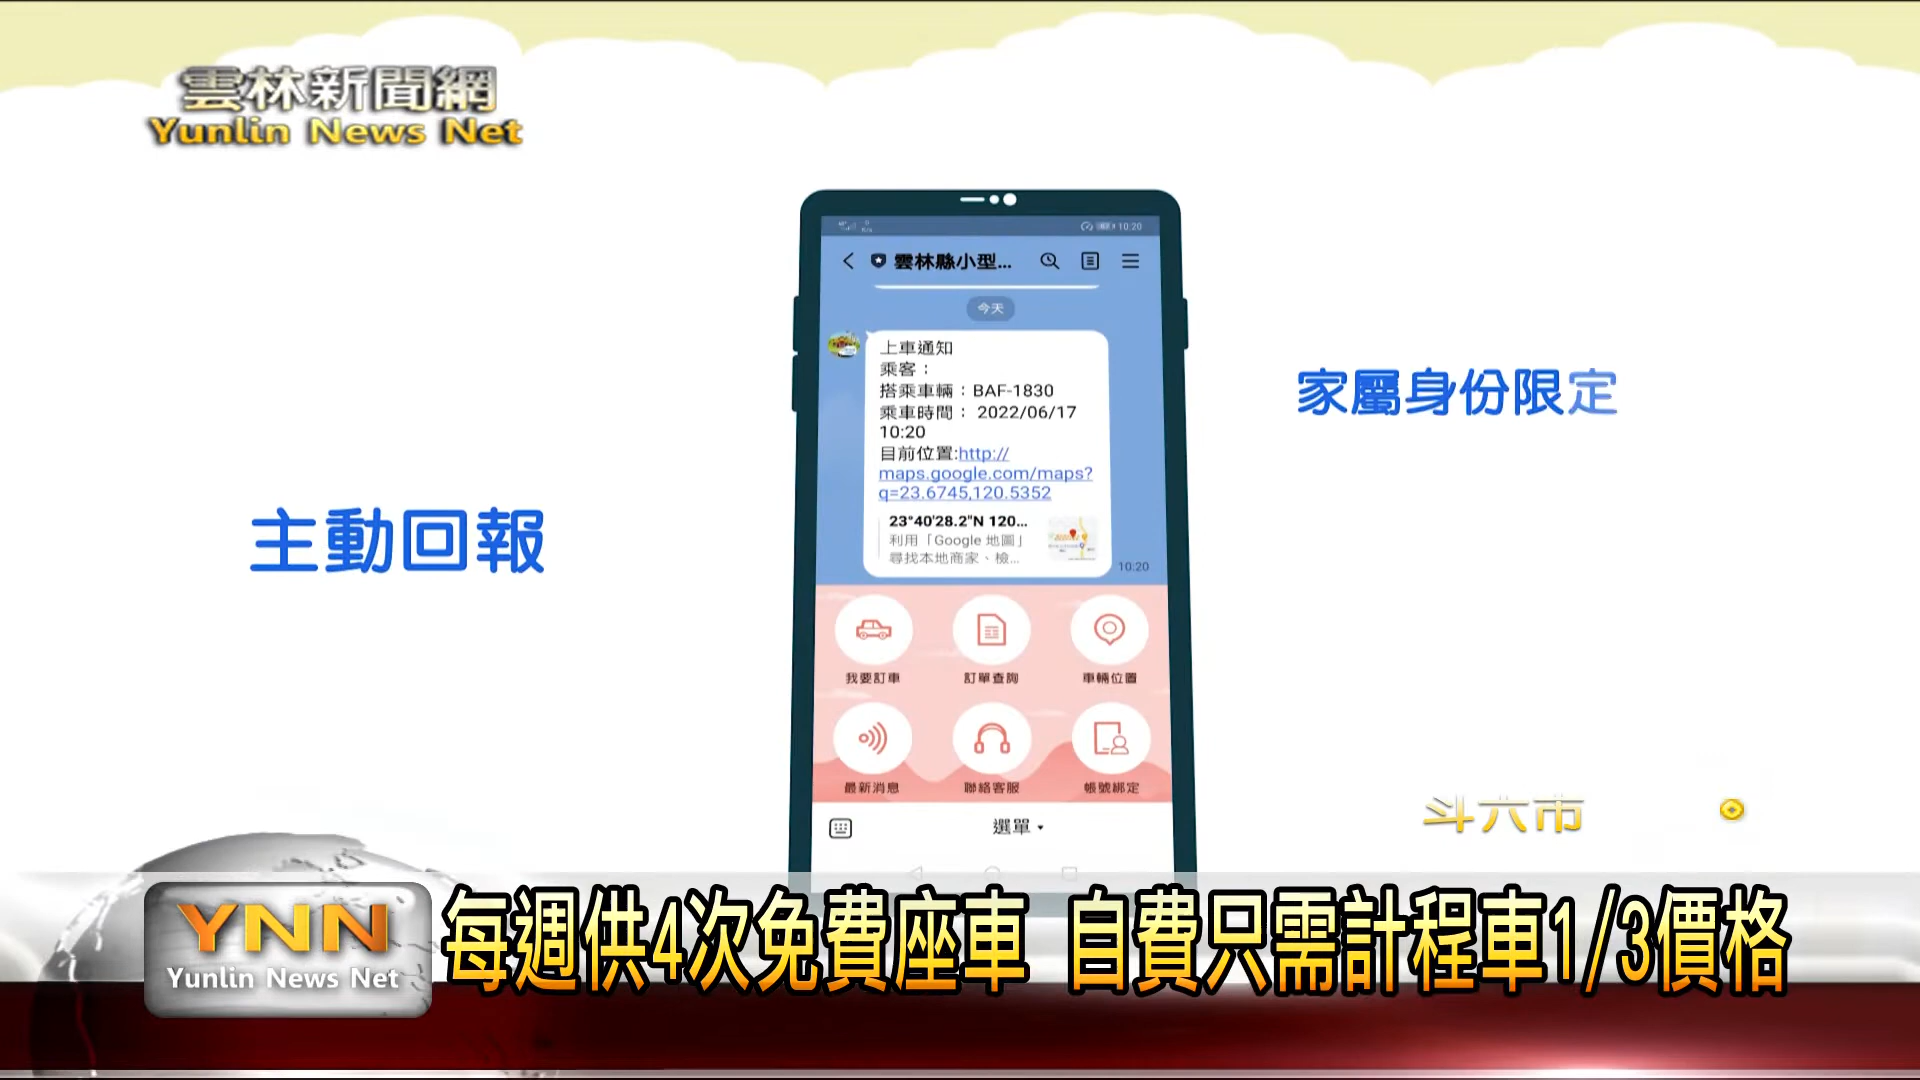 雲林新聞網
Yunlin News Net
10:20
雲林縣小型...
今天
上車通知
乘客：
搭乘車輛：BAF-1830
乘車時間： 2022/06/17
10:20
目前位置:http://
maps.google.com/maps?
q=23.6745,120.5352
23°40'28.2"N 120...
利用「Google 地圖」
尋找本地商家、檢...
10:20
家屬身份限定
主動回報
我要訂車
訂單查詢
車輛位置
最新消息
聯絡客服
帳號綁定
選單
斗六市
YNN
Yunlin News Net
每週供4次免費座車 自費只需計程車1/3價格